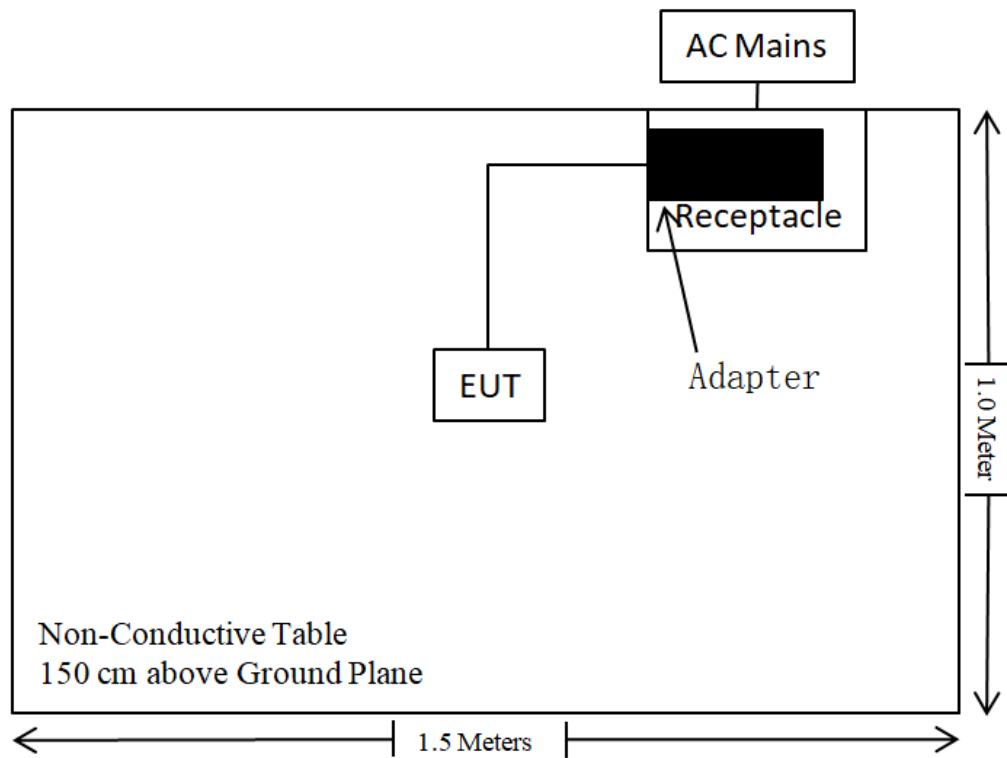 AC Mains
Receptacle
Adapter
EUT
1.0 Meter
Non-Conductive Table
150 cm above Ground Plane
1.5 Meters